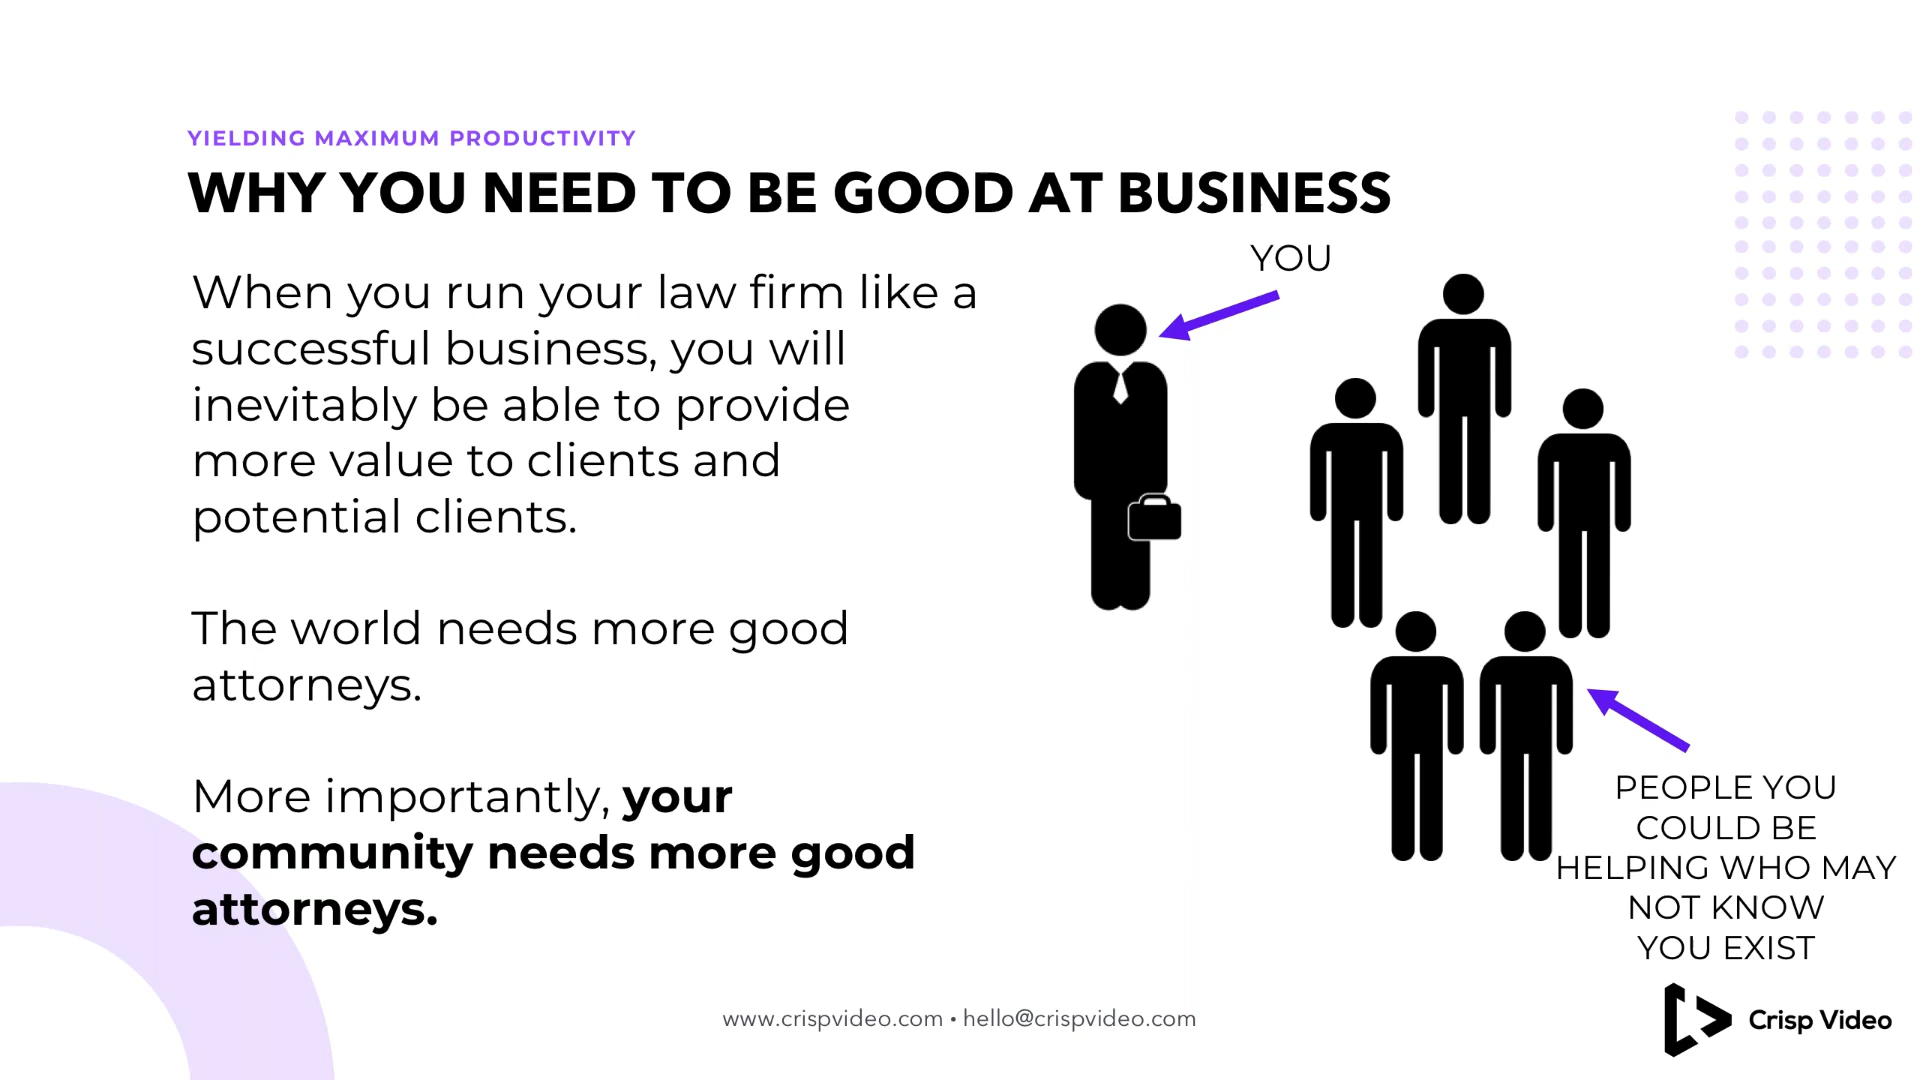 YIELDING MAXIMUM PRODUCTIVITY
WHY YOU NEED TO BE GOOD AT BUSINESS
When you run your law firm like a
successful business, you will
inevitably be able to provide
more value to clients and
potential clients.
The world needs more good
attorneys.
More importantly, your
community needs more good
attorneys.
YOU
PEOPLE YOU
COULD BE
HELPING WHO MAY
NOT KNOW
YOU EXIST
www.crispvideo.com • hello@crispvideo.com
Crisp Video